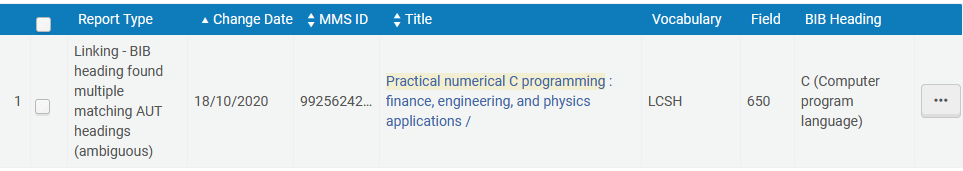 Report Type Change Date MMS ID Title Vocabulary Field BIB Heading
1
Linking - BIB
heading found
multiple
matching AUT
headings
(ambiguous)
18/10/2020
99256242...
Practical numerical C programming :
finance, engineering, and physics
applications /
LCSH
650
C (Computer
program
language)